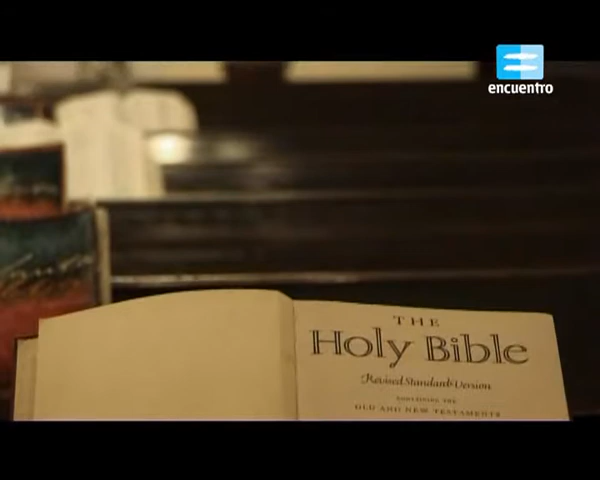 encuentro
THE
Holy Bible
Revised Standard Version
CONTAINING THE
OLD AND NEW TESTAMENTS